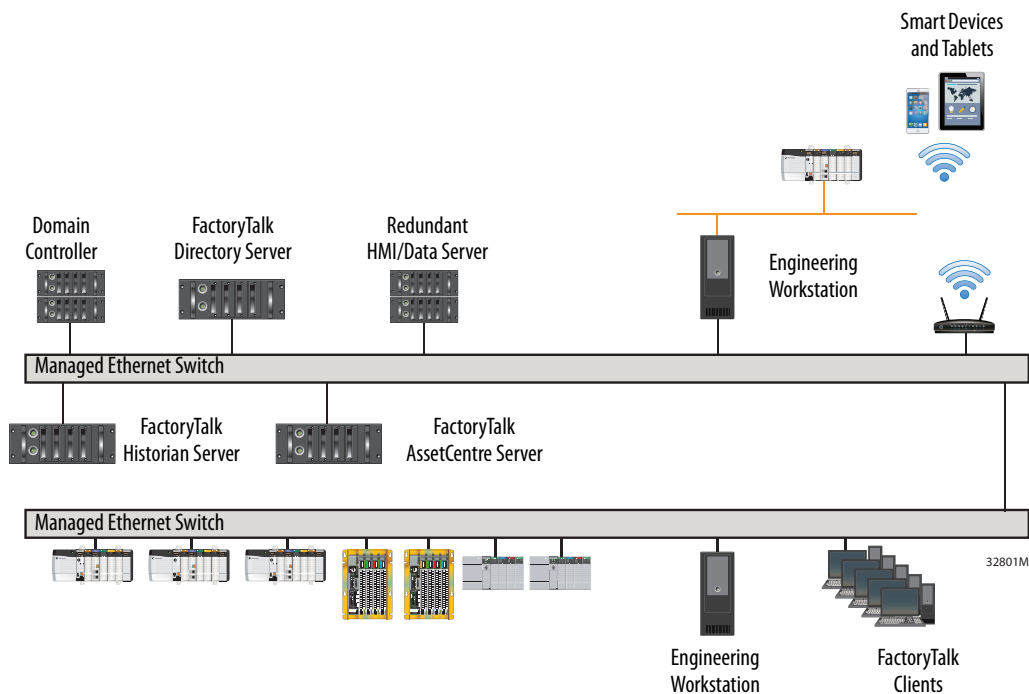 Smart Devices
and Tablets
Domain
Controller
FactoryTalk
Directory Server
Redundant
HMI/Data Server
Engineering
Workstation
Managed Ethernet Switch
FactoryTalk
Historian Server
FactoryTalk
AssetCentre Server
Managed Ethernet Switch
32801M
Engineering
Workstation
FactoryTalk
Clients